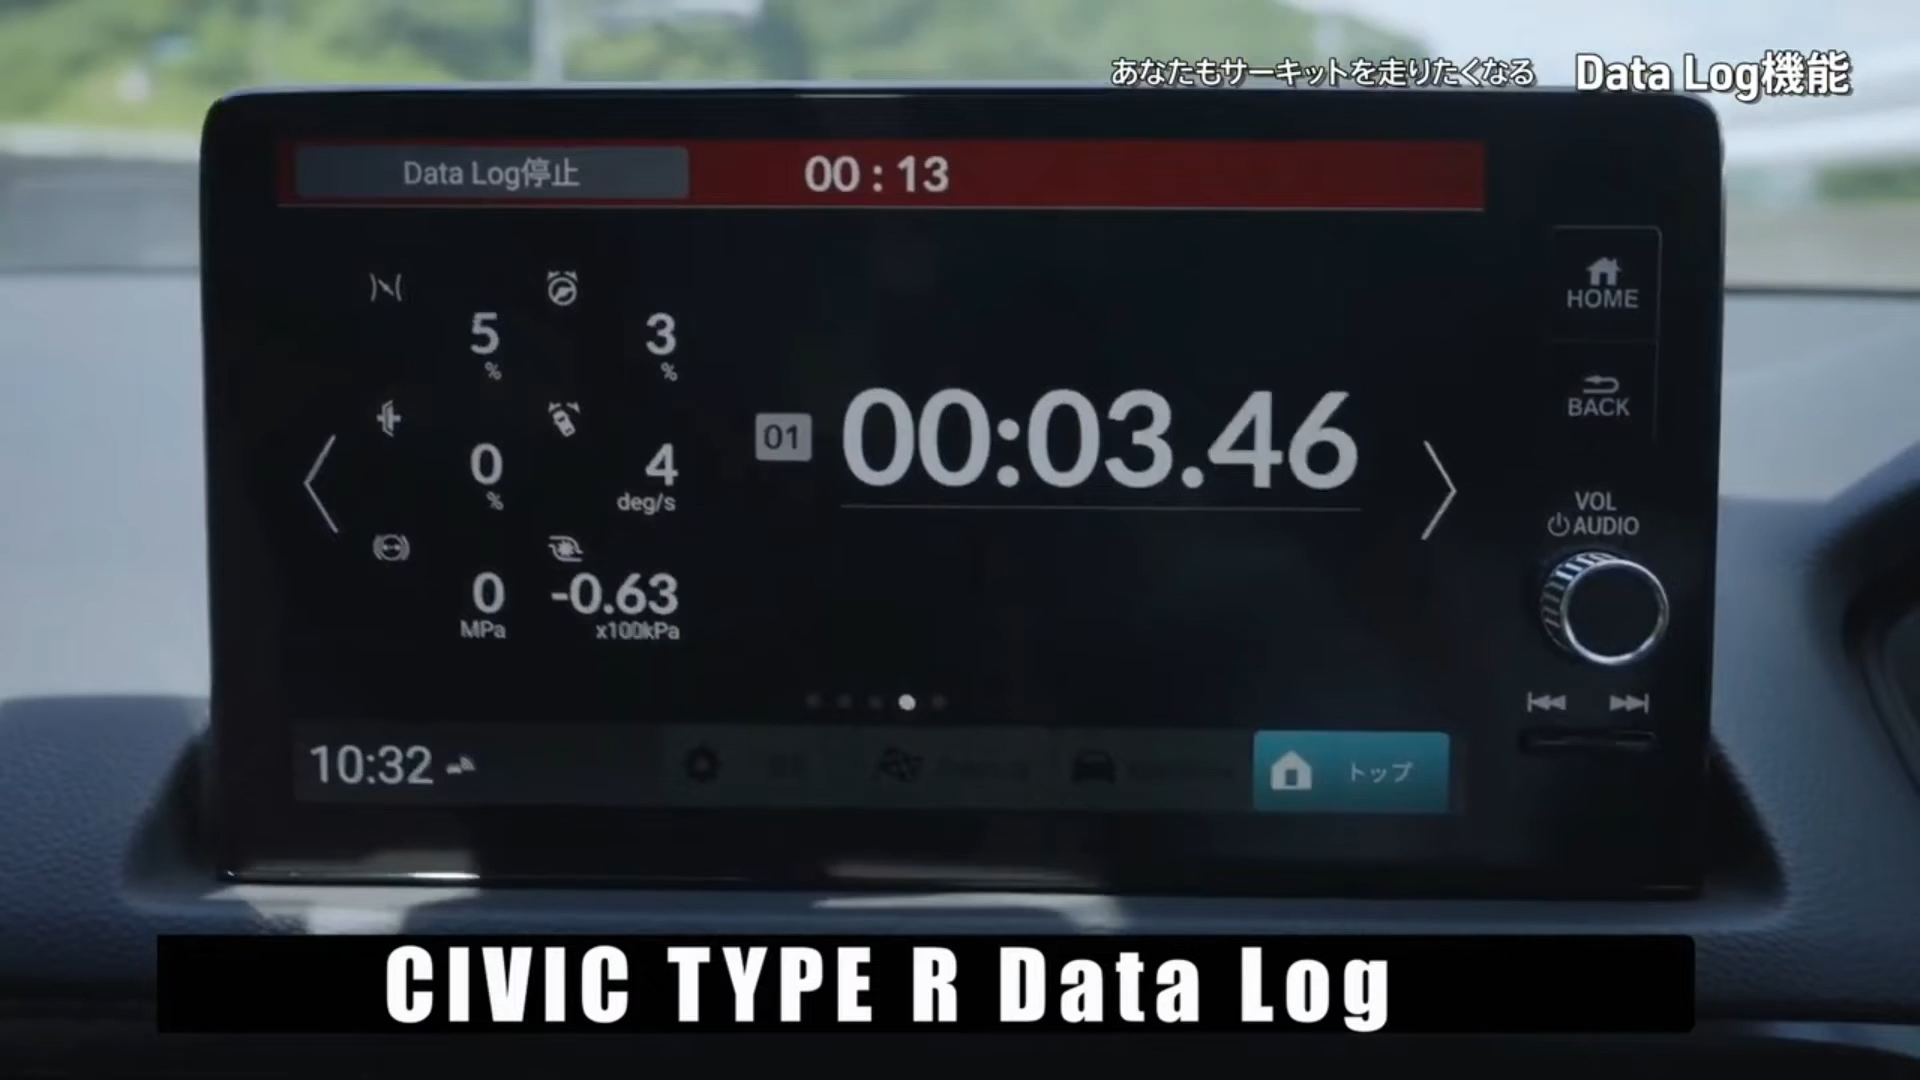 あなたもサーキットを走りたくなる Data Log機能
Data Log停止 00:13
HOME
BACK
VOL
AUDIO
5 %
3 %
0 %
4 deg/s
0 MPa
-0.63 x100kPa
01 00:03.46
10:32
トップ
CIVIC TYPE R Data Log